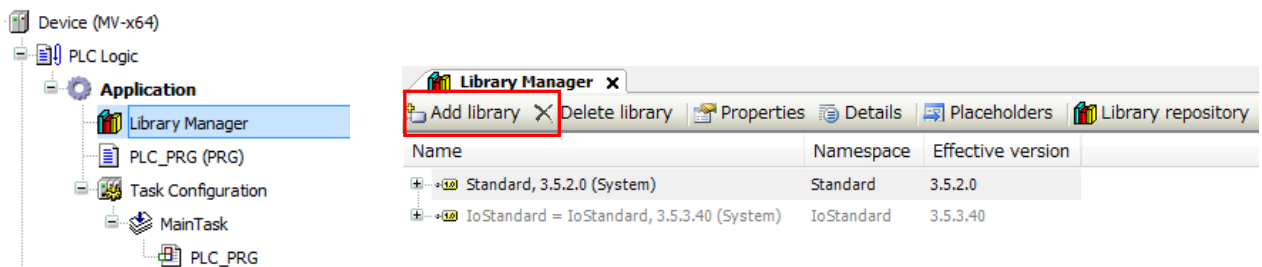 Device (MV-x64)
PLC Logic
Application
Library Manager
PLC_PRG (PRG)
Task Configuration
MainTask
PLC_PRG
Library Manager x
Add library Delete library Properties Details Placeholders Library repository
Name Namespace Effective version
Standard, 3.5.2.0 (System) Standard 3.5.2.0
IoStandard = IoStandard, 3.5.3.40 (System) IoStandard 3.5.3.40